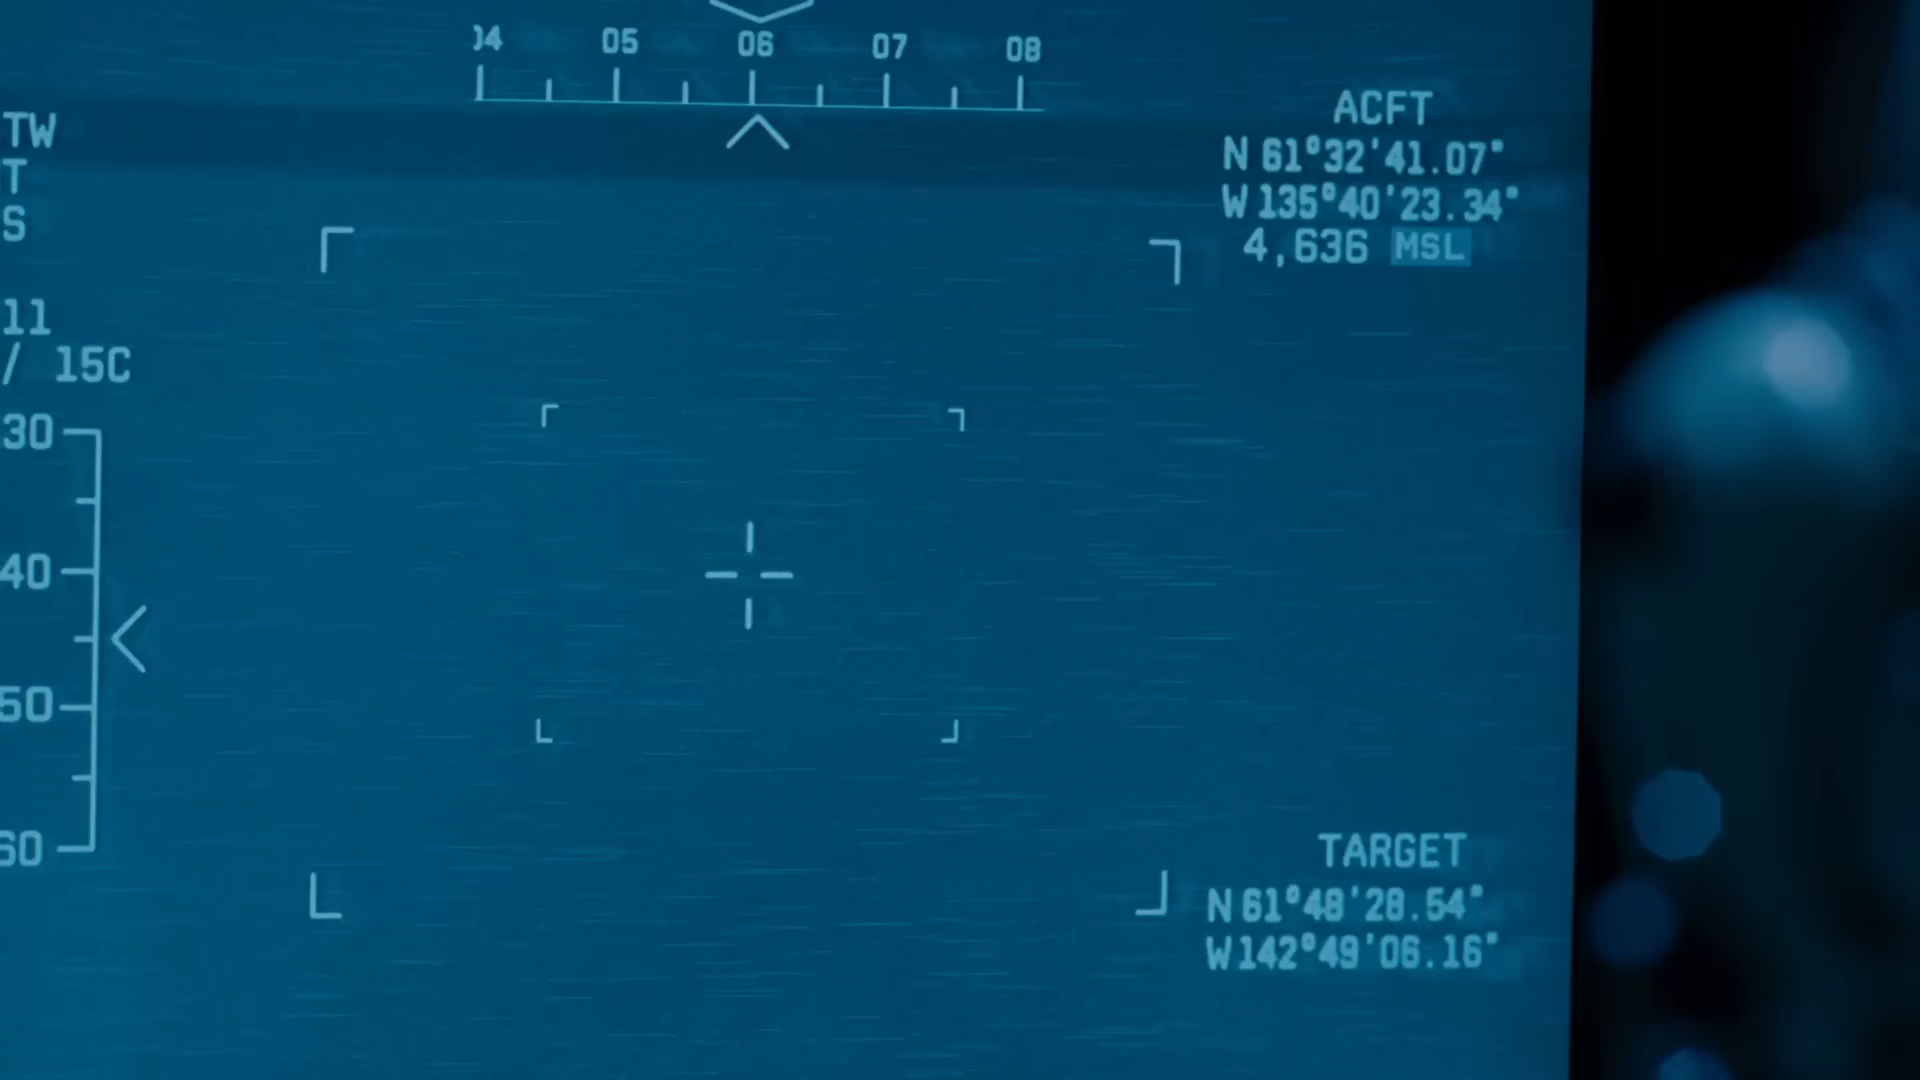 05 06 07 08
TW
T
S
ACFT
N 61°32'41.07"
W 135°40'23.34"
4,636 MSL
11
/ 15C
30
40
50
60
TARGET
N 61°48'28.54"
W 142°49'06.16"